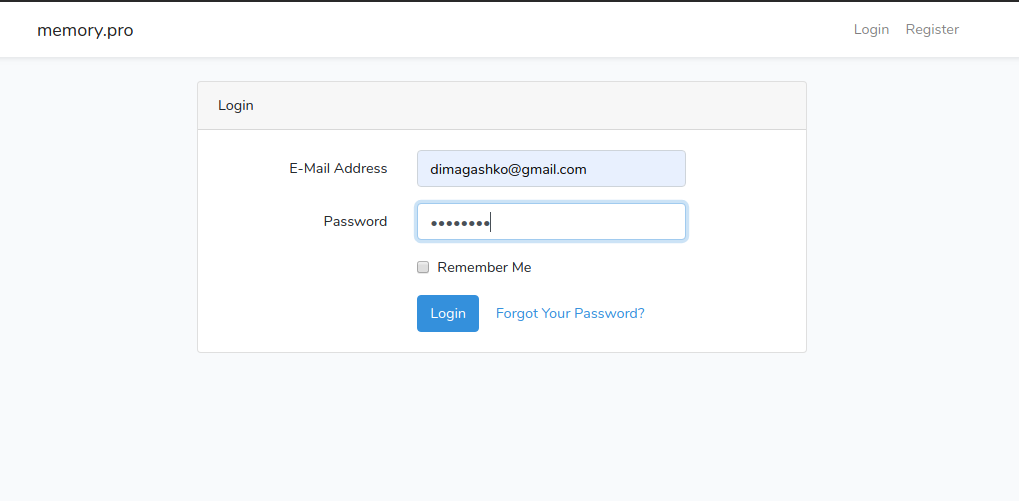 memory.pro
Login Register
Login
E-Mail Address dimagashko@gmail.com
Password ••••••••
Remember Me
Login Forgot Your Password?